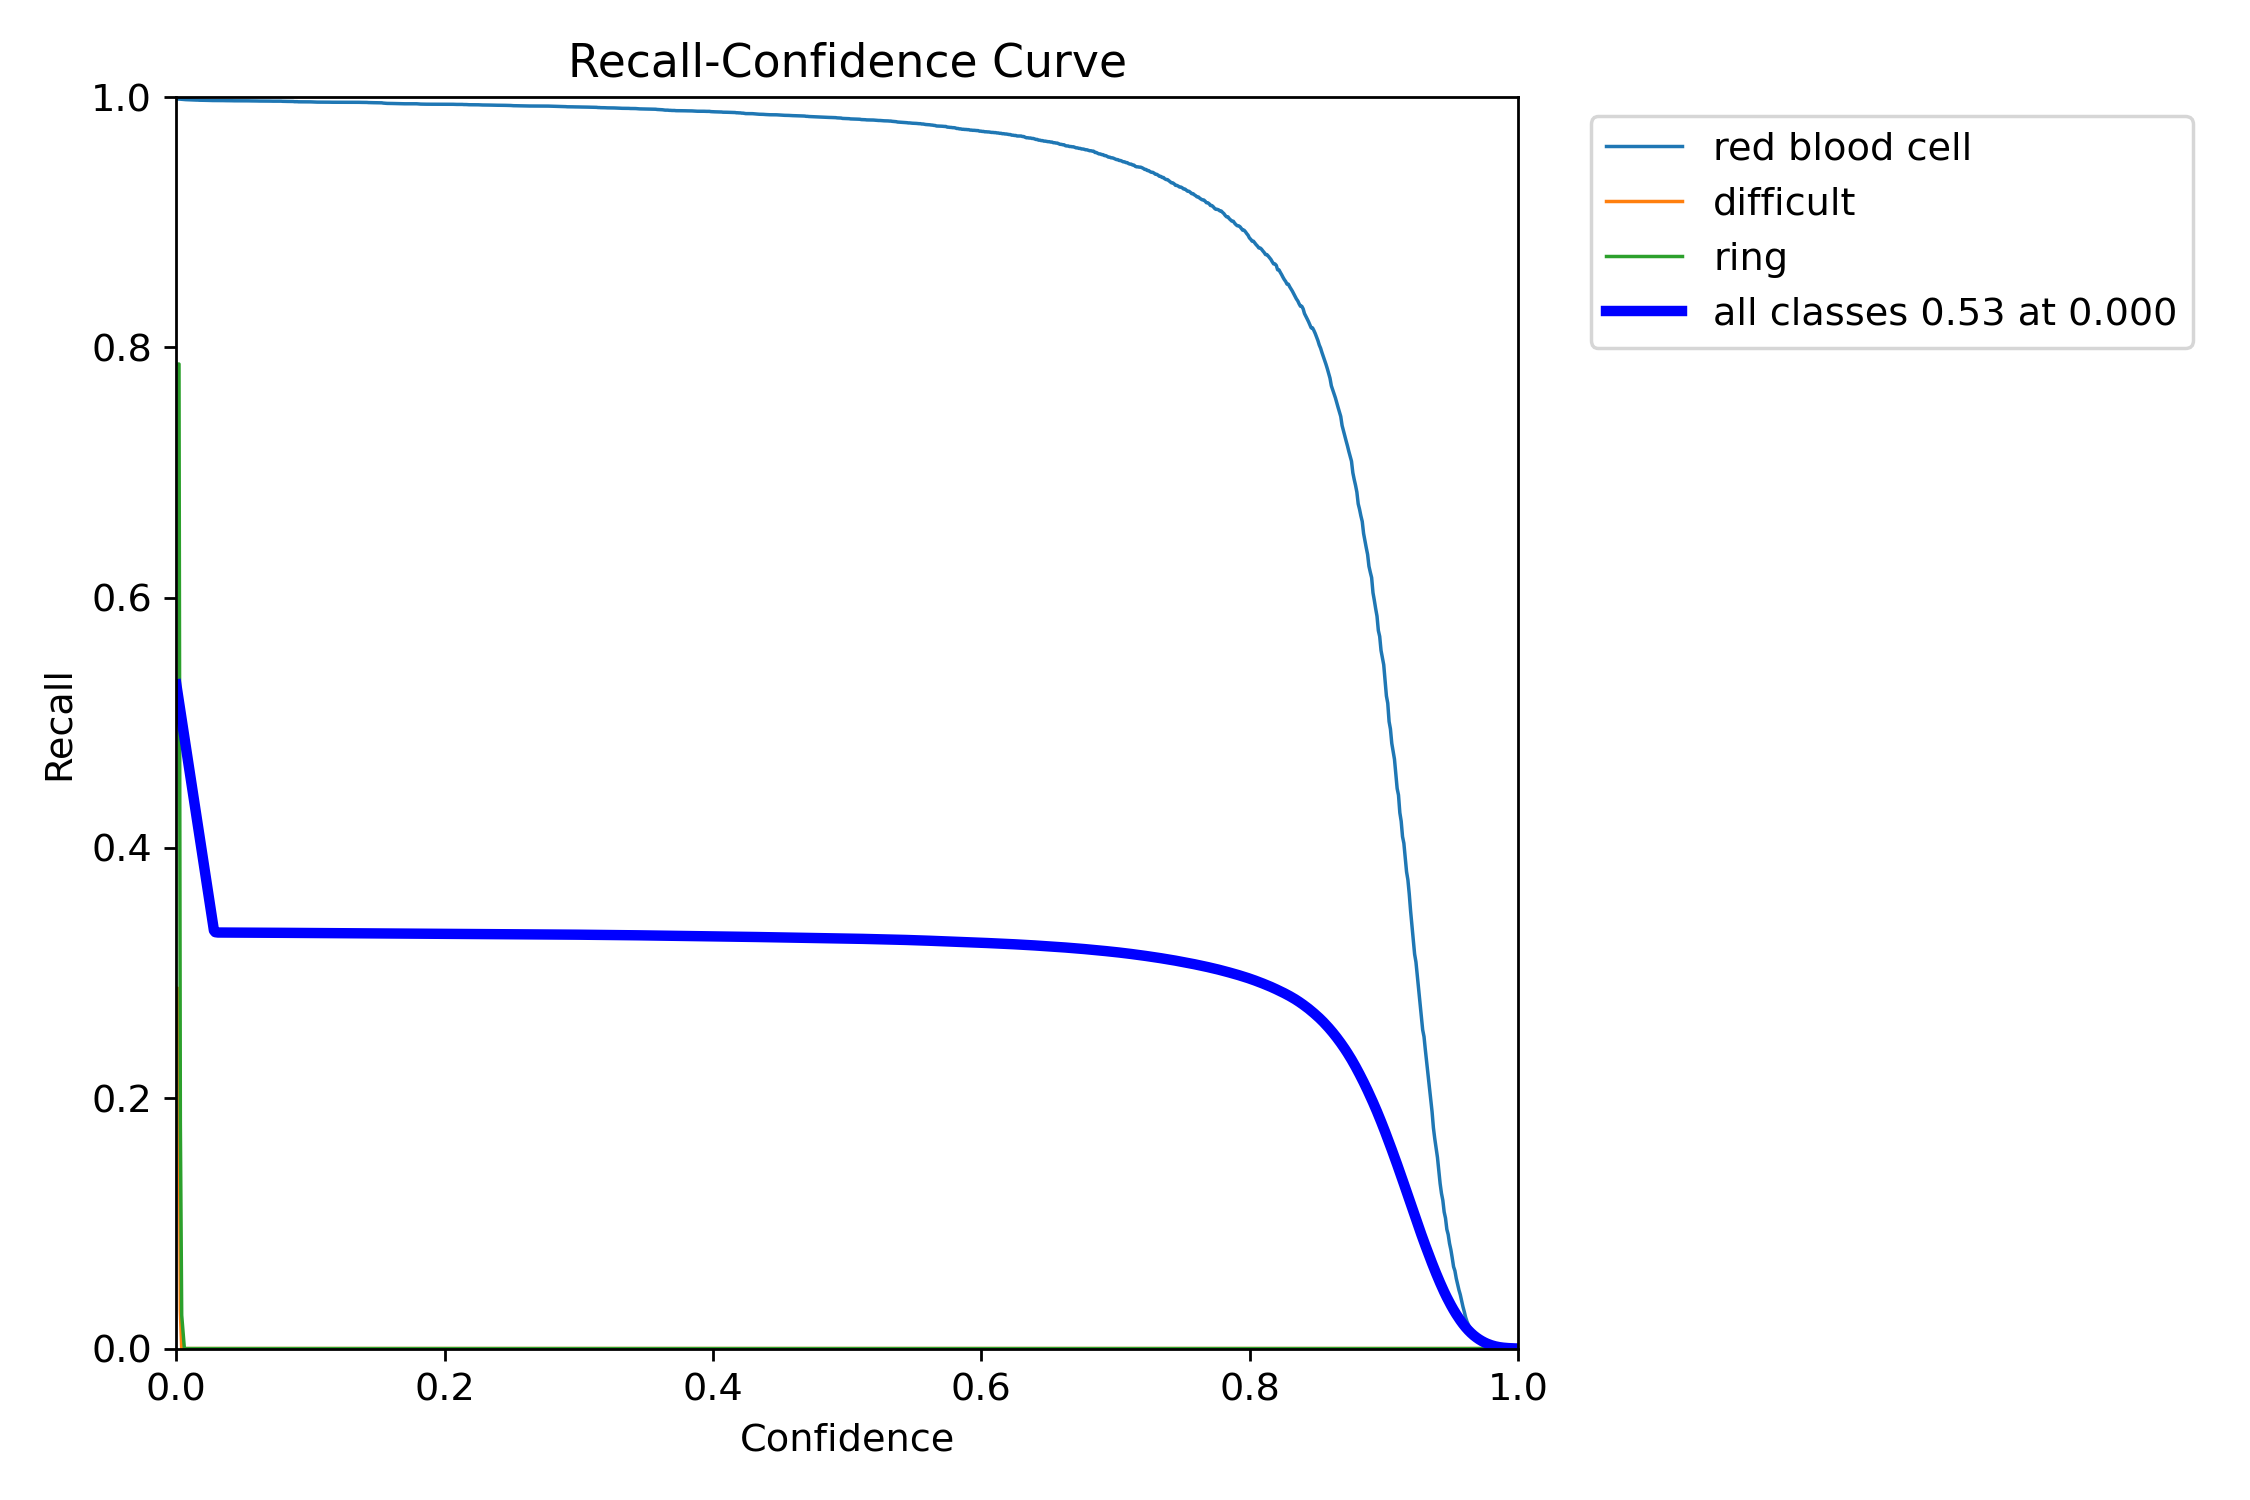 Recall-Confidence Curve
1.0
0.8
0.6
0.4
0.2
0.0
Recall
0.0 0.2 0.4 0.6 0.8 1.0
Confidence
red blood cell
difficult
ring
all classes 0.53 at 0.000